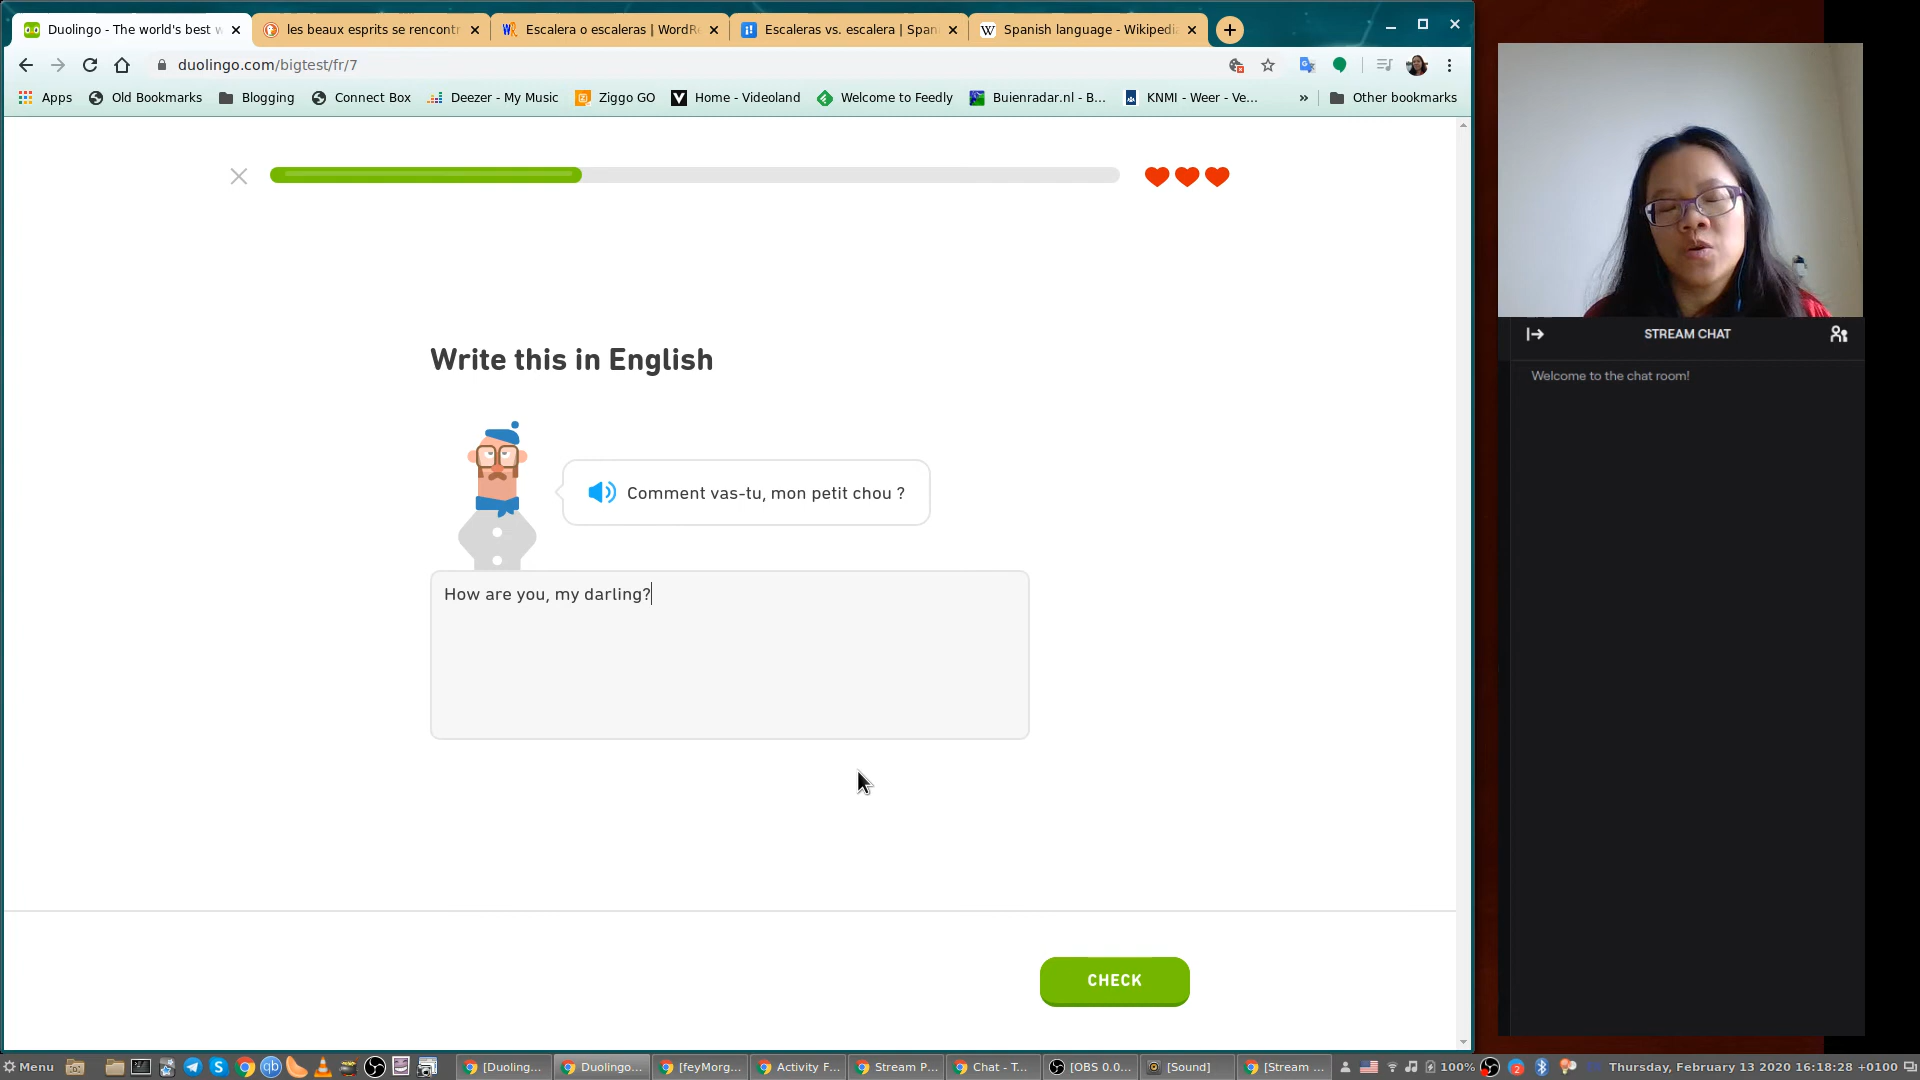 Duolingo - The world's best w
les beaux esprits se rencontr
Escalera o escaleras | WordR
Escaleras vs. escalera | Span
Spanish language - Wikipedi
duolingo.com/bigtest/fr/7
Apps
Old Bookmarks
Blogging
Connect Box
Deezer - My Music
Ziggo GO
Home - Videoland
Welcome to Feedly
Buienradar.nl - B...
KNMI - Weer - Ve...
»
Other bookmarks
Write this in English
Comment vas-tu, mon petit chou ?
How are you, my darling?
CHECK
STREAM CHAT
Welcome to the chat room!
Menu
[Duoling...
Duolingo...
[feyMorg...
Activity F...
Stream P...
Chat - T...
[OBS 0.0...
[Sound]
[Stream ...
100%
2
Thursday, February 13 2020 16:18:28 +0100